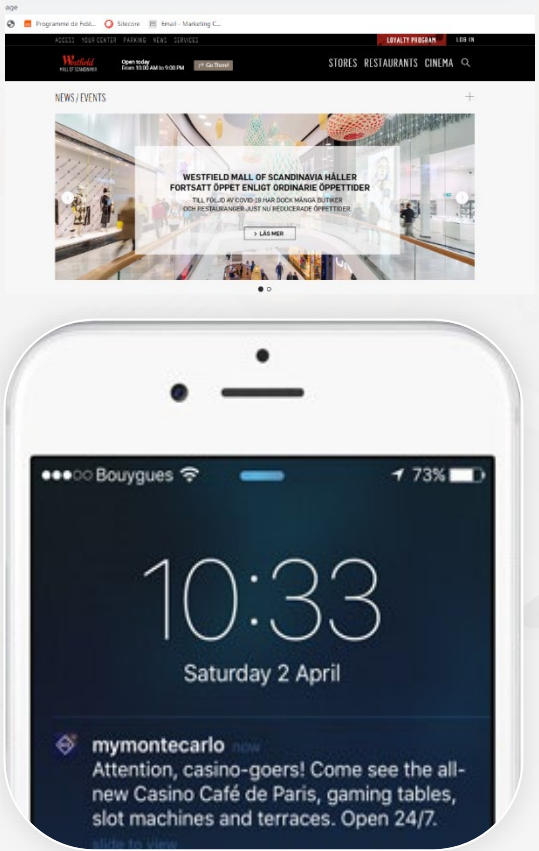 age
Programme de Fidé... Sitecore Email - Marketing C...
ACCESS YOUR CENTER PARKING NEWS SERVICES LOYALTY PROGRAM LOG IN
Westfield
MALL OF SCANDINAVIA
Open today
From 10:00 AM to 9:00 PM
Go There!
STORES RESTAURANTS CINEMA
NEWS / EVENTS
WESTFIELD MALL OF SCANDINAVIA HÅLLER
FORTSATT ÖPPET ENLIGT ORDINARIE ÖPPETTIDER
TILL FÖLJD AV COVID-19 HAR DOCK MÅNGA BUTIKER
OCH RESTAURANGER JUST NU REDUCERADE ÖPPETTIDER.
> LÄS MER
Bouygues 73%
10:33
Saturday 2 April
mymontecarlo now
Attention, casino-goers! Come see the all-
new Casino Café de Paris, gaming tables,
slot machines and terraces. Open 24/7.
slide to view